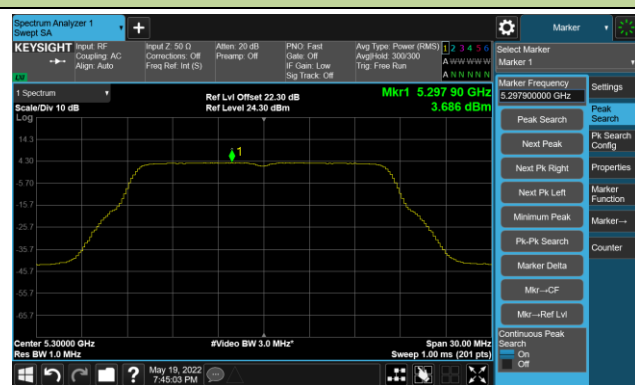 Spectrum Analyzer 1
Swept SA
Marker
KEYSIGHT
Input: RF
Coupling: AC
Align: Auto
Input Z: 50 Ω
Corrections: Off
Freq Ref: Int (S)
Atten: 20 dB
Preamp: Off
PNO: Fast
Gate: Off
IF Gain: Low
Sig Track: Off
Avg Type: Power (RMS)
Avg|Hold: 300/300
Trig: Free Run
1 2 3 4 5 6
A W W W W W
A N N N N N
LXI
Select Marker
Marker 1
1 Spectrum
Scale/Div 10 dB
Log
Ref Lvl Offset 22.30 dB
Ref Level 24.30 dBm
Mkr1 5.297 90 GHz
3.686 dBm
14.3
4.30
-5.70
-15.7
-25.7
-35.7
-45.7
-55.7
-65.7
1
Center 5.30000 GHz
Res BW 1.0 MHz
#Video BW 3.0 MHz*
Span 30.00 MHz
Sweep 1.00 ms (201 pts)
Marker Frequency
5.297900000 GHz
Peak Search
Next Peak
Next Pk Right
Next Pk Left
Minimum Peak
Pk-Pk Search
Marker Delta
Mkr→CF
Mkr→Ref Lvl
Continuous Peak
Search
On
Off
Settings
Peak
Search
Pk Search
Config
Properties
Marker
Function
Marker→
Counter
May 19, 2022
7:45:03 PM